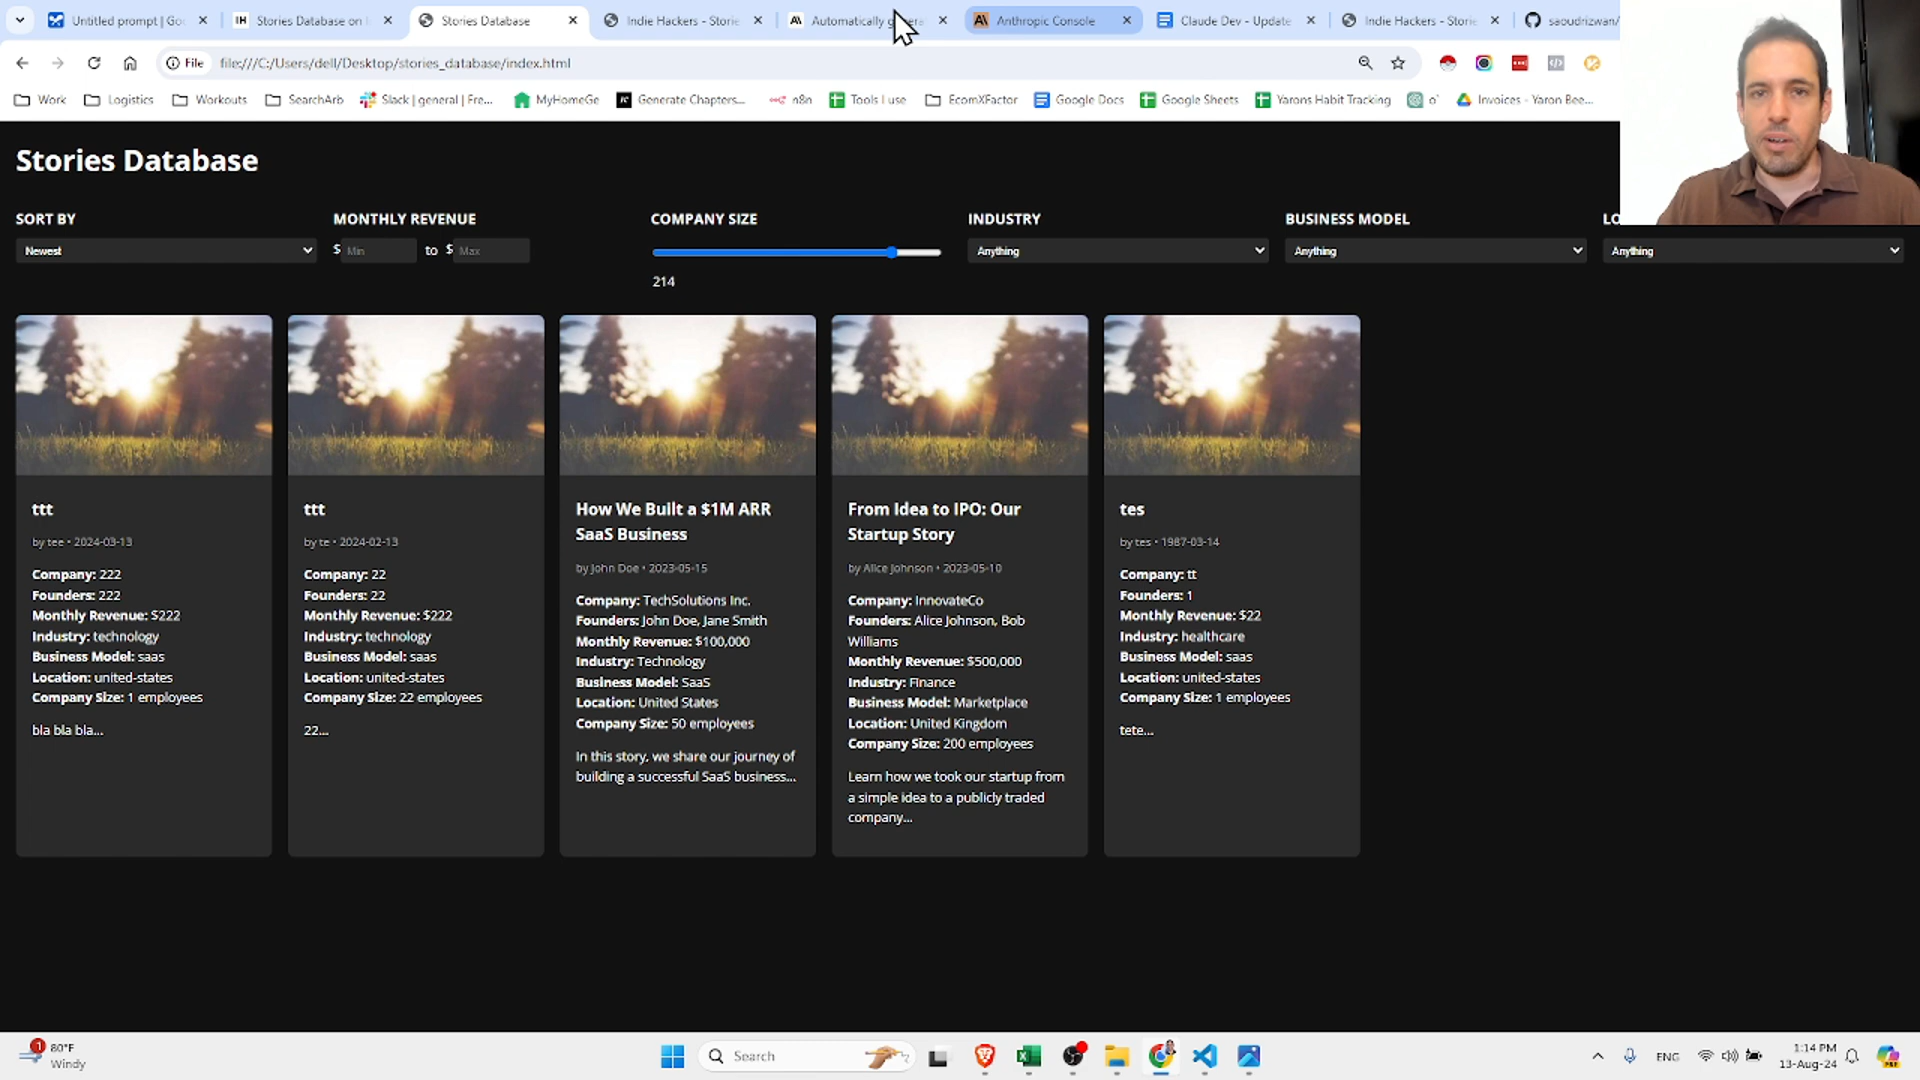 Untitled prompt | Go
Stories Database on
Stories Database
Indie Hackers - Storie
Automatically genera
Anthropic Console
Claude Dev - Update
Indie Hackers - Storie
saoudrizwan/
File
file:///C:/Users/dell/Desktop/stories_database/index.html
Work
Logistics
Workouts
SearchArb
Slack | general | Fre...
MyHomeGe
Generate Chapters...
n8n
Tools I use
EcomXFactor
Google Docs
Google Sheets
Yarons Habit Tracking
Invoices - Yaron Bee...
Stories Database
SORT BY
MONTHLY REVENUE
COMPANY SIZE
INDUSTRY
BUSINESS MODEL
LO
Newest
$ Min to $ Max
Anything
Anything
Anything
214
ttt
by tee • 2024-03-13
Company: 222
Founders: 222
Monthly Revenue: $222
Industry: technology
Business Model: saas
Location: united-states
Company Size: 1 employees
bla bla bla...
ttt
by te • 2024-02-13
Company: 22
Founders: 22
Monthly Revenue: $222
Industry: technology
Business Model: saas
Location: united-states
Company Size: 22 employees
22...
How We Built a $1M ARR
SaaS Business
by John Doe • 2023-05-15
Company: TechSolutions Inc.
Founders: John Doe, Jane Smith
Monthly Revenue: $100,000
Industry: Technology
Business Model: SaaS
Location: United States
Company Size: 50 employees
In this story, we share our journey of
building a successful SaaS business...
From Idea to IPO: Our
Startup Story
by Alice Johnson • 2023-05-10
Company: InnovateCo
Founders: Alice Johnson, Bob
Williams
Monthly Revenue: $500,000
Industry: Finance
Business Model: Marketplace
Location: United Kingdom
Company Size: 200 employees
Learn how we took our startup from
a simple idea to a publicly traded
company...
tes
by tes • 1987-03-14
Company: tt
Founders: 1
Monthly Revenue: $22
Industry: healthcare
Business Model: saas
Location: united-states
Company Size: 1 employees
tete...
1
80°F
Windy
Search
ENG
1:14 PM
13-Aug-24